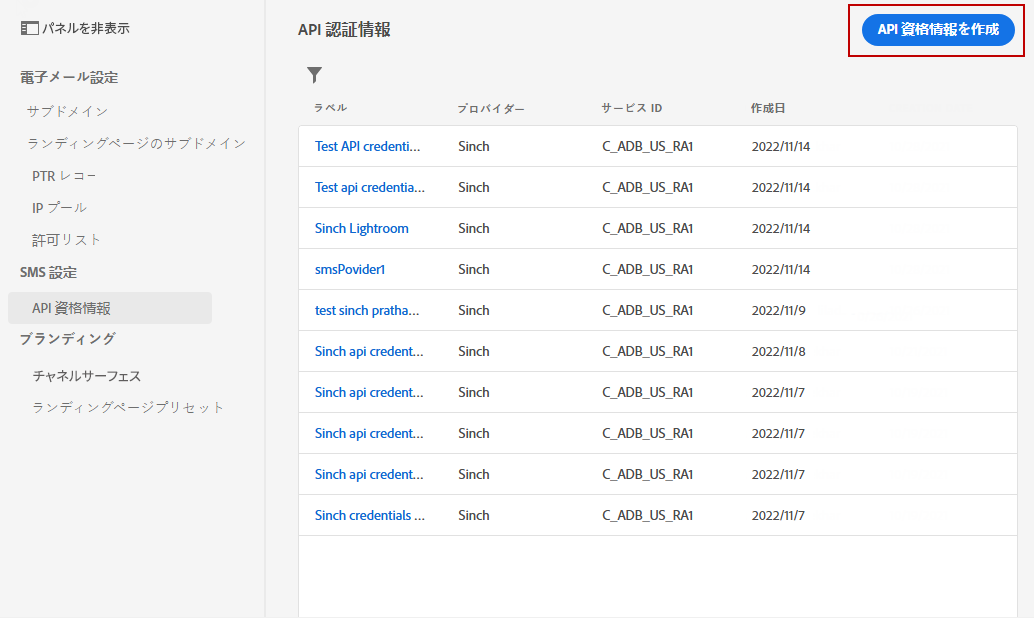 パネルを非表示
電子メール設定
サブドメイン
ランディングページのサブドメイン
PTR レコー
IP プール
許可リスト
SMS 設定
API 資格情報
ブランディング
チャネルサーフェス
ランディングページプリセット
API 認証情報
API 資格情報を作成
ラベル プロバイダー サービス ID 作成日
Test API credenti... Sinch C_ADB_US_RA1 2022/11/14
Test api credentia... Sinch C_ADB_US_RA1 2022/11/14
Sinch Lightroom Sinch C_ADB_US_RA1 2022/11/14
smsPovider1 Sinch C_ADB_US_RA1 2022/11/14
test sinch pratha... Sinch C_ADB_US_RA1 2022/11/9
Sinch api credent... Sinch C_ADB_US_RA1 2022/11/8
Sinch api credent... Sinch C_ADB_US_RA1 2022/11/7
Sinch api credent... Sinch C_ADB_US_RA1 2022/11/7
Sinch api credent... Sinch C_ADB_US_RA1 2022/11/7
Sinch credentials ... Sinch C_ADB_US_RA1 2022/11/7